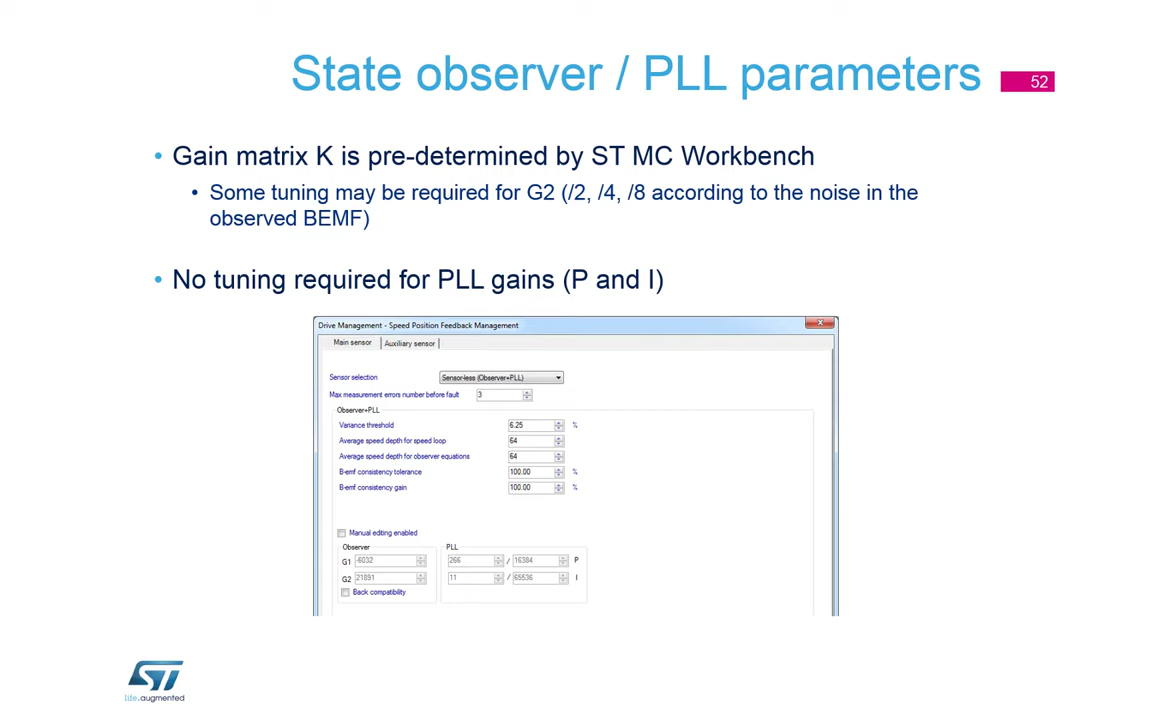 State observer / PLL parameters
52
• Gain matrix K is pre-determined by ST MC Workbench
• Some tuning may be required for G2 (/2, /4, /8 according to the noise in the
observed BEMF)
• No tuning required for PLL gains (P and I)
Drive Management - Speed Position Feedback Management
Main sensor Auxiliary sensor
Sensor selection Sensor-less (Observer+PLL)
Max measurement errors number before fault 3
Observer+PLL
Variance threshold 6.25 %
Average speed depth for speed loop 64
Average speed depth for observer equations 64
B-emf consistency tolerance 100.00 %
B-emf consistency gain 100.00 %
Manual editing enabled
Observer PLL
G1 -6032 266 / 16384 P
G2 21891 11 / 65536 I
Back compatibility
ST
life.augmented